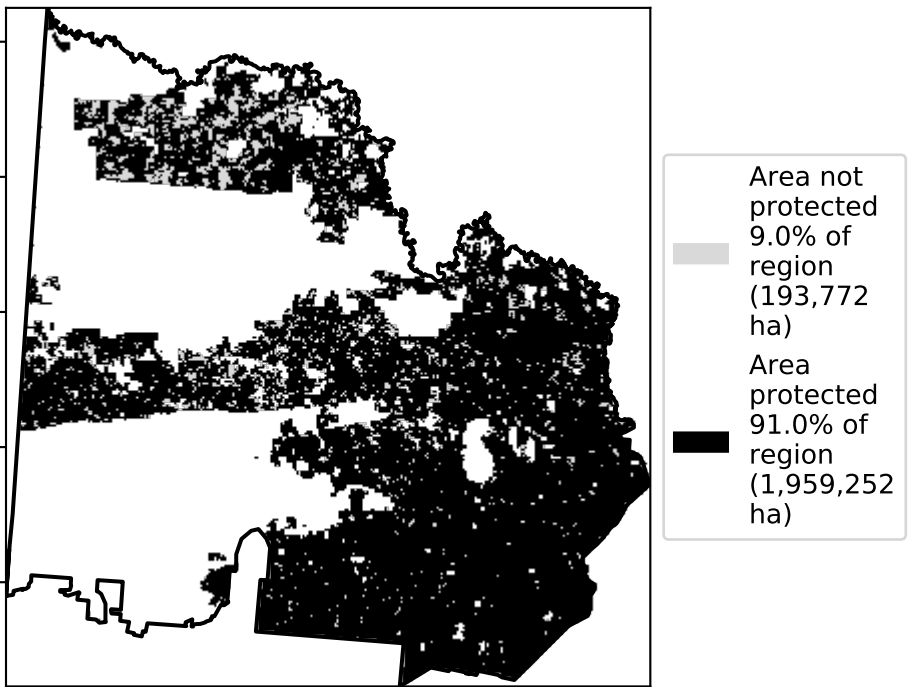 Area not
protected
9.0% of
region
(193,772
ha)
Area
protected
91.0% of
region
(1,959,252
ha)